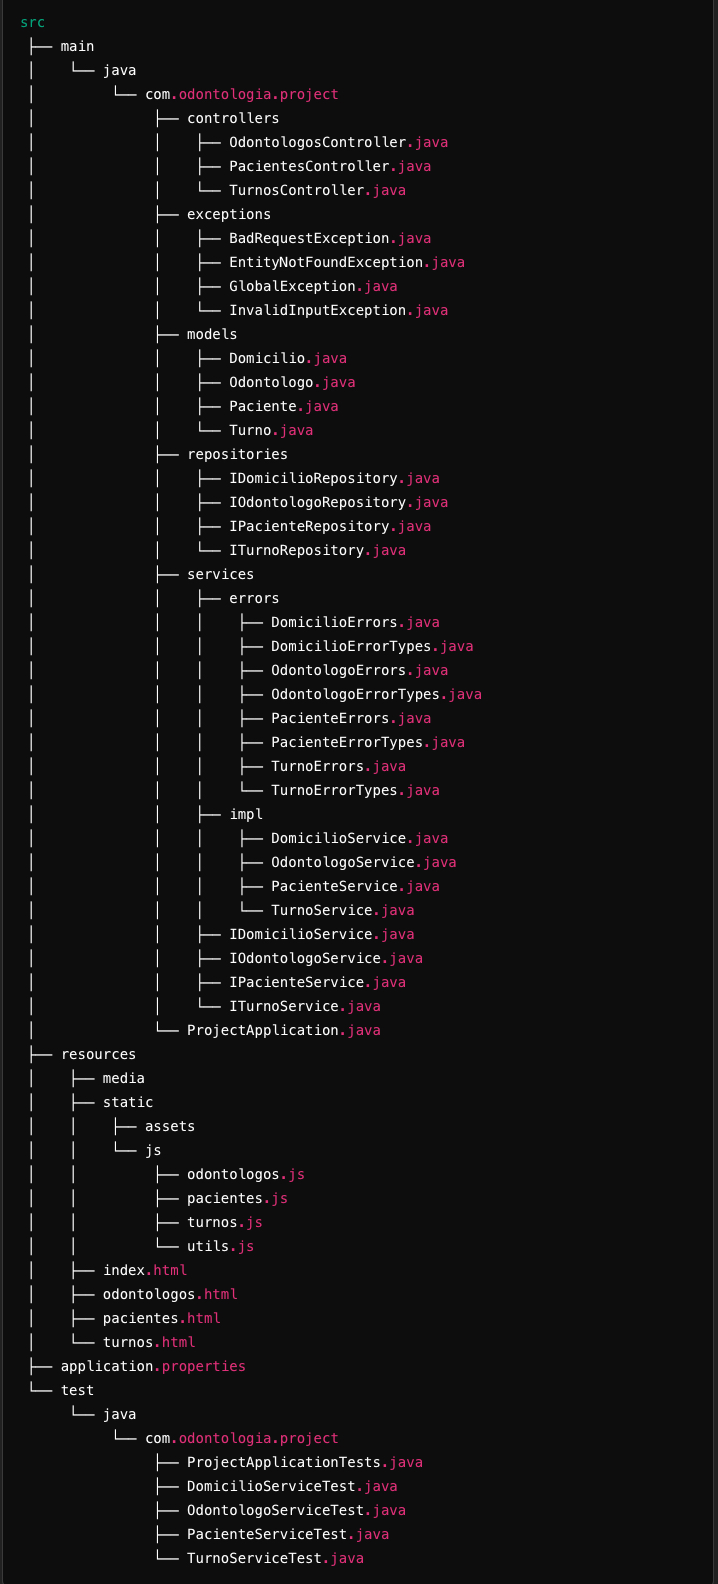 src
├── main
│   └── java
│       └── com.odontologia.project
│           ├── controllers
│           │   ├── OdontologosController.java
│           │   ├── PacientesController.java
│           │   └── TurnosController.java
│           ├── exceptions
│           │   ├── BadRequestException.java
│           │   ├── EntityNotFoundException.java
│           │   ├── GlobalException.java
│           │   └── InvalidInputException.java
│           ├── models
│           │   ├── Domicilio.java
│           │   ├── Odontologo.java
│           │   ├── Paciente.java
│           │   └── Turno.java
│           ├── repositories
│           │   ├── IDomicilioRepository.java
│           │   ├── IOdontologoRepository.java
│           │   ├── IPacienteRepository.java
│           │   └── ITurnoRepository.java
│           ├── services
│           │   ├── errors
│           │   │   ├── DomicilioErrors.java
│           │   │   ├── DomicilioErrorTypes.java
│           │   │   ├── OdontologoErrors.java
│           │   │   ├── OdontologoErrorTypes.java
│           │   │   ├── PacienteErrors.java
│           │   │   ├── PacienteErrorTypes.java
│           │   │   ├── TurnoErrors.java
│           │   │   └── TurnoErrorTypes.java
│           │   ├── impl
│           │   │   ├── DomicilioService.java
│           │   │   ├── OdontologoService.java
│           │   │   ├── PacienteService.java
│           │   │   └── TurnoService.java
│           │   ├── IDomicilioService.java
│           │   ├── IOdontologoService.java
│           │   ├── IPacienteService.java
│           │   └── ITurnoService.java
│           └── ProjectApplication.java
├── resources
│   ├── media
│   ├── static
│   │   ├── assets
│   │   └── js
│   │       ├── odontologos.js
│   │       ├── pacientes.js
│   │       ├── turnos.js
│   │       └── utils.js
│   ├── index.html
│   ├── odontologos.html
│   ├── pacientes.html
│   └── turnos.html
├── application.properties
└── test
    └── java
        └── com.odontologia.project
            ├── ProjectApplicationTests.java
            ├── DomicilioServiceTest.java
            ├── OdontologoServiceTest.java
            ├── PacienteServiceTest.java
            └── TurnoServiceTest.java